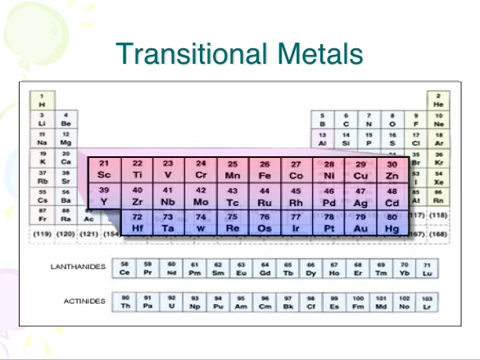 Transitional Metals
1 2
H He
3 4 5 6 7 8 9 10
Li Be B C N O F Ne
11 12 13 14 15 16 17 18
Na Mg Al Si P S Cl Ar
19 20 21 22 23 24 25 26 27 28 29 30 35 36
K Ca Sc Ti V Cr Mn Fe Co Ni Cu Zn Br Kr
37 38 39 40 41 42 43 44 45 46 47 48 53 54
Rb Sr Y Zr Nb Mo Tc Ru Rh Pd Ag Cd I Xe
55 56 72 73 74 75 76 77 78 79 80 85 86
Cs Ba Hf Ta w Re Os Ir Pt Au Hg At Rn
87 88 89 (117) (118)
Fr Ra Ac
(119) (120) (121) (154) (167) (168)
LANTHANIDES 58 59 60 61 62 63 64 65 66 67 68 69 70 71
Ce Pr Nd Pm Sm Eu Gd Tb Dy Ho Er Tm Yb Lu
ACTINIDES 90 91 92 93 94 95 96 97 98 99 100 101 102 103
Th Pa U Np Pu Am Cm Bk Cf Es Fm Md No Lr